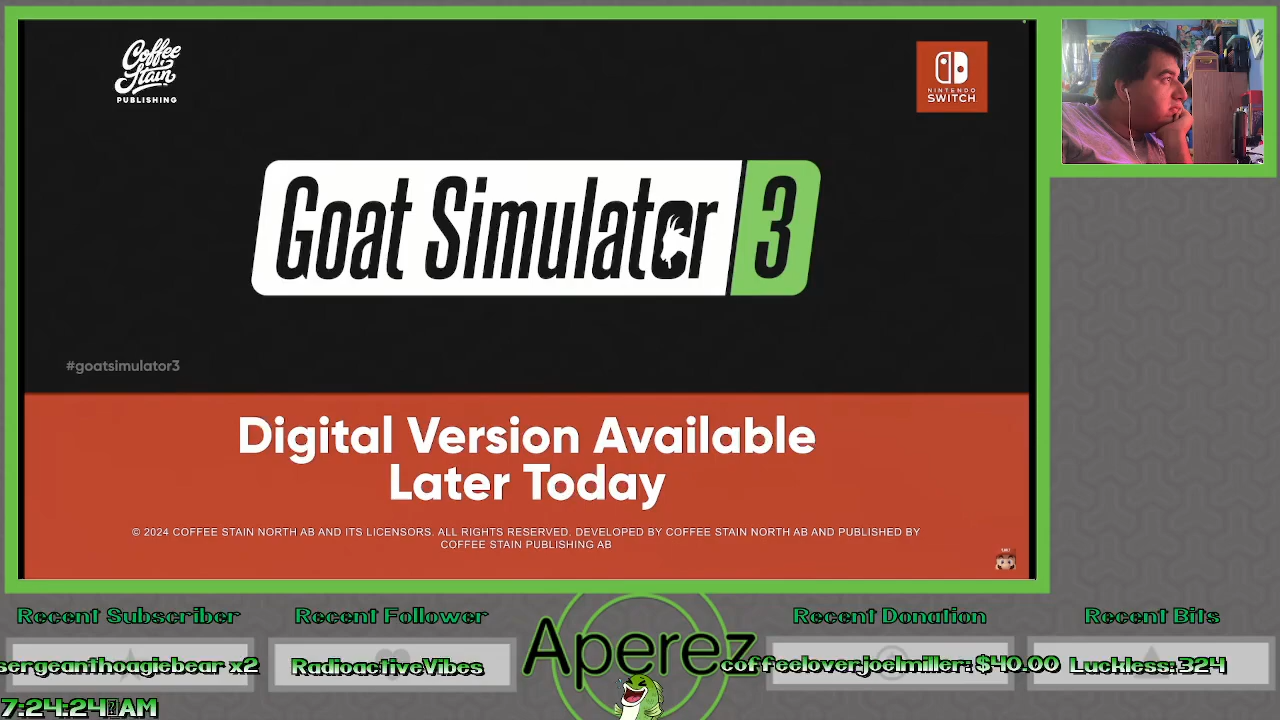 Coffee
Stain
PUBLISHING
NINTENDO
SWITCH
Goat Simulator 3
#goatsimulator3
Digital Version Available
Later Today
© 2024 COFFEE STAIN NORTH AB AND ITS LICENSORS. ALL RIGHTS RESERVED. DEVELOPED BY COFFEE STAIN NORTH AB AND PUBLISHED BY
COFFEE STAIN PUBLISHING AB
Recent Subscriber
sergeanthoagiebear x2
Recent Follower
RadioactiveVibes
Aperez
Recent Donation
coffeeloverjoelmiller: $40.00
Recent Bits
Luckless: 324
7:24:24 AM